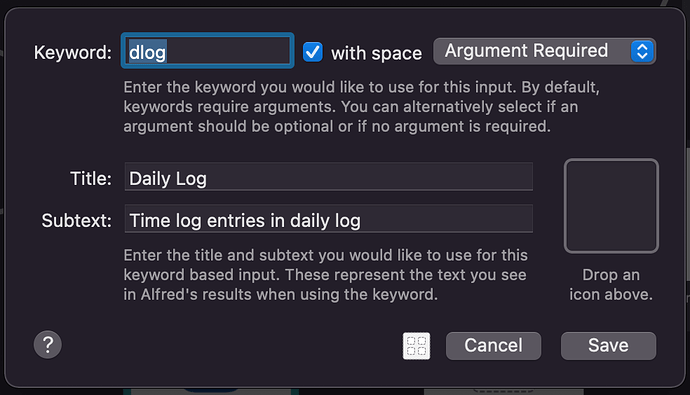 Keyword: dlog with space Argument Required
Enter the keyword you would like to use for this input. By default,
keywords require arguments. You can alternatively select if an
argument should be optional or if no argument is required.
Title: Daily Log
Subtext: Time log entries in daily log
Enter the title and subtext you would like to use for this
keyword based input. These represent the text you see
in Alfred's results when using the keyword.
Drop an
icon above.
? Cancel Save